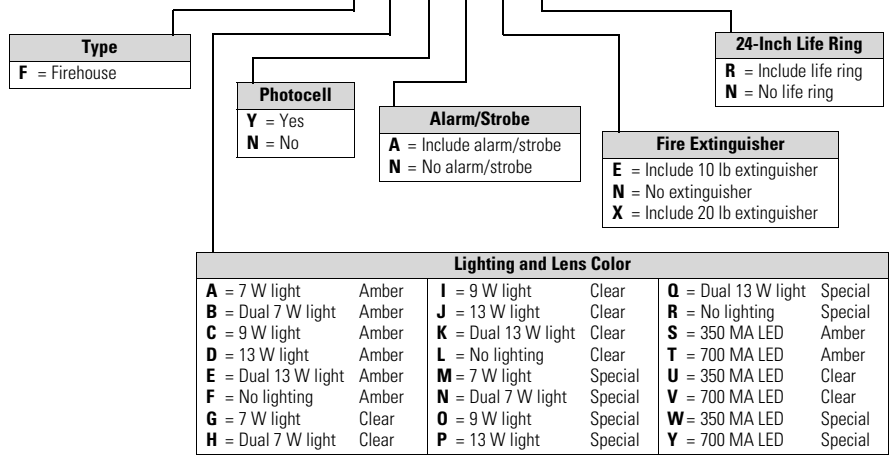 Type
F = Firehouse
24-Inch Life Ring
R = Include life ring
N = No life ring
Photocell
Y = Yes
N = No
Alarm/Strobe
A = Include alarm/strobe
N = No alarm/strobe
Fire Extinguisher
E = Include 10 lb extinguisher
N = No extinguisher
X = Include 20 lb extinguisher
Lighting and Lens Color
A = 7 W light Amber
B = Dual 7 W light Amber
C = 9 W light Amber
D = 13 W light Amber
E = Dual 13 W light Amber
F = No lighting Amber
G = 7 W light Clear
H = Dual 7 W light Clear
I = 9 W light Clear
J = 13 W light Clear
K = Dual 13 W light Clear
L = No lighting Clear
M = 7 W light Special
N = Dual 7 W light Special
O = 9 W light Special
P = 13 W light Special
Q = Dual 13 W light Special
R = No lighting Special
S = 350 MA LED Amber
T = 700 MA LED Amber
U = 350 MA LED Clear
V = 700 MA LED Clear
W = 350 MA LED Special
Y = 700 MA LED Special